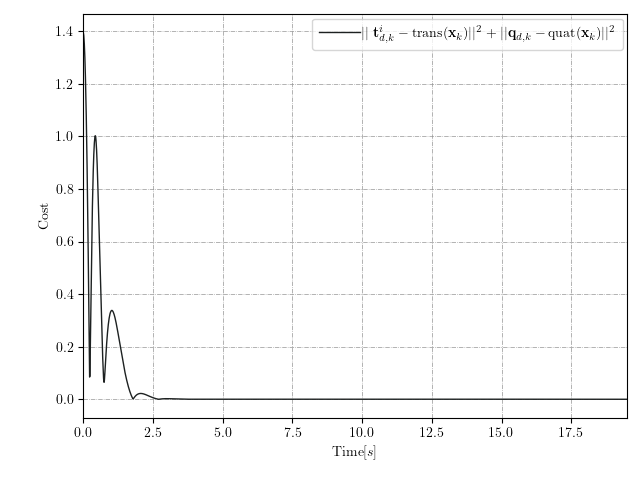 || t^i_{d,k} − trans(x_k)||^2 + ||q_{d,k} − quat(x_k)||^2
1.4
1.2
1.0
0.8
0.6
0.4
0.2
0.0
Cost
0.0 2.5 5.0 7.5 10.0 12.5 15.0 17.5
Time[s]